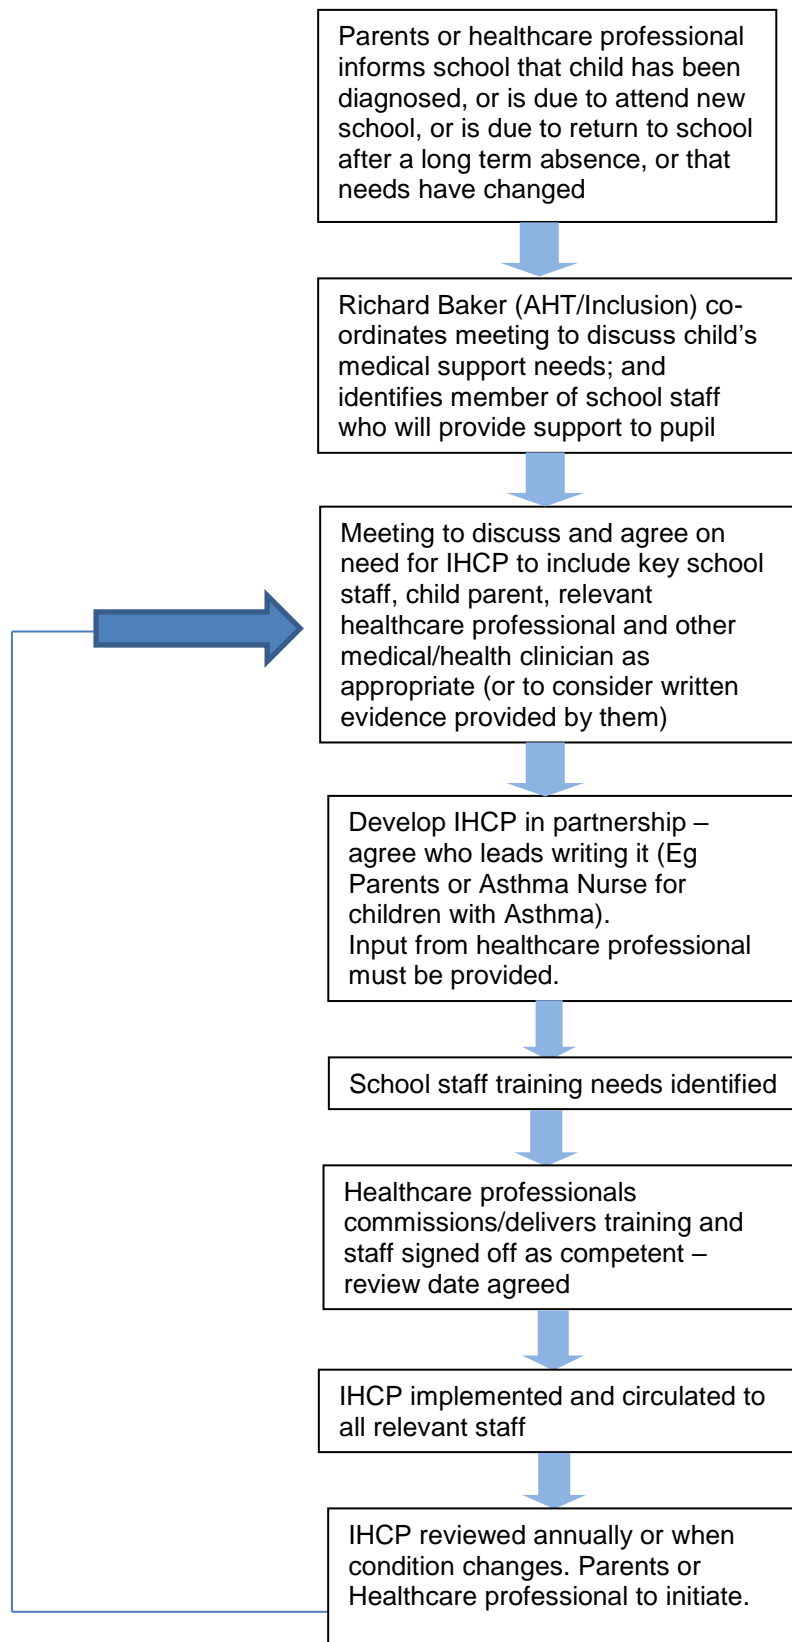 Parents or healthcare professional
informs school that child has been
diagnosed, or is due to attend new
school, or is due to return to school
after a long term absence, or that
needs have changed
Richard Baker (AHT/Inclusion) co-
ordinates meeting to discuss child’s
medical support needs; and
identifies member of school staff
who will provide support to pupil
Meeting to discuss and agree on
need for IHCP to include key school
staff, child parent, relevant
healthcare professional and other
medical/health clinician as
appropriate (or to consider written
evidence provided by them)
Develop IHCP in partnership –
agree who leads writing it (Eg
Parents or Asthma Nurse for
children with Asthma).
Input from healthcare professional
must be provided.
School staff training needs identified
Healthcare professionals
commissions/delivers training and
staff signed off as competent –
review date agreed
IHCP implemented and circulated to
all relevant staff
IHCP reviewed annually or when
condition changes. Parents or
Healthcare professional to initiate.